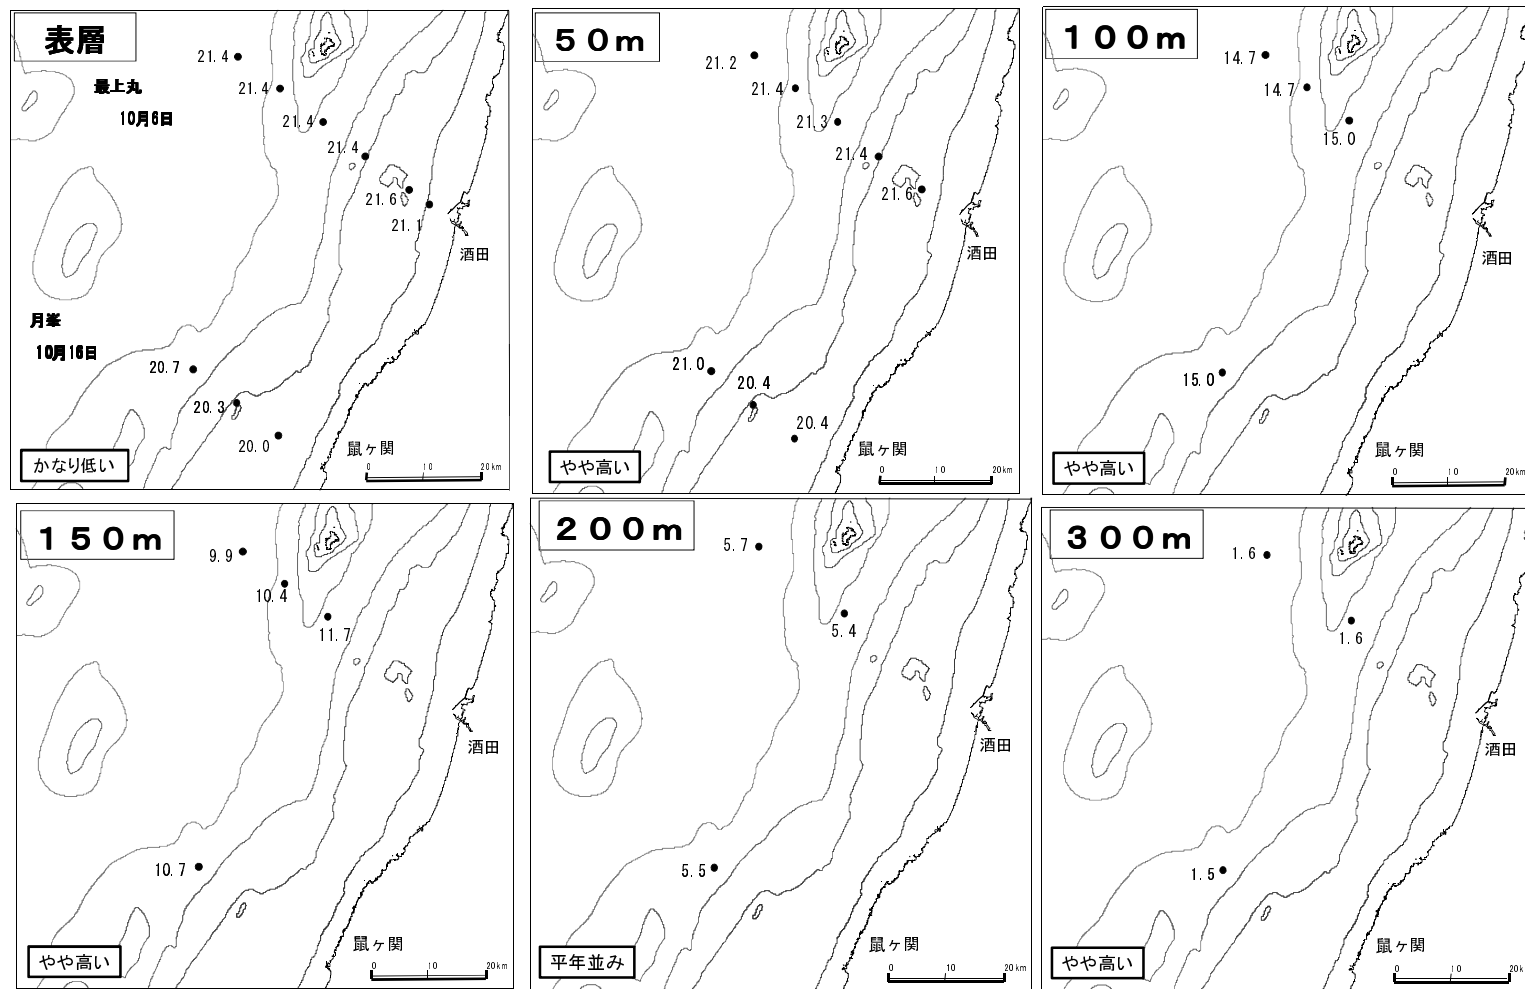 表層
21.4
最上丸
21.4
10月6日
21.4
21.4
21.6
21.1
酒田
月峯
10月16日
20.7
20.3
20.0
鼠ヶ関
かなり低い
0 10 20km
50m
21.2
21.4
21.3
21.4
21.6
酒田
21.0
20.4
20.4
鼠ヶ関
やや高い
0 10 20km
100m
14.7
14.7
15.0
酒田
15.0
鼠ヶ関
やや高い
0 10 20km
150m
9.9
10.4
11.7
酒田
10.7
鼠ヶ関
やや高い
0 10 20km
200m
5.7
5.4
酒田
5.5
鼠ヶ関
平年並み
0 10 20km
300m
1.6
1.6
酒田
1.5
鼠ヶ関
やや高い
0 10 20k